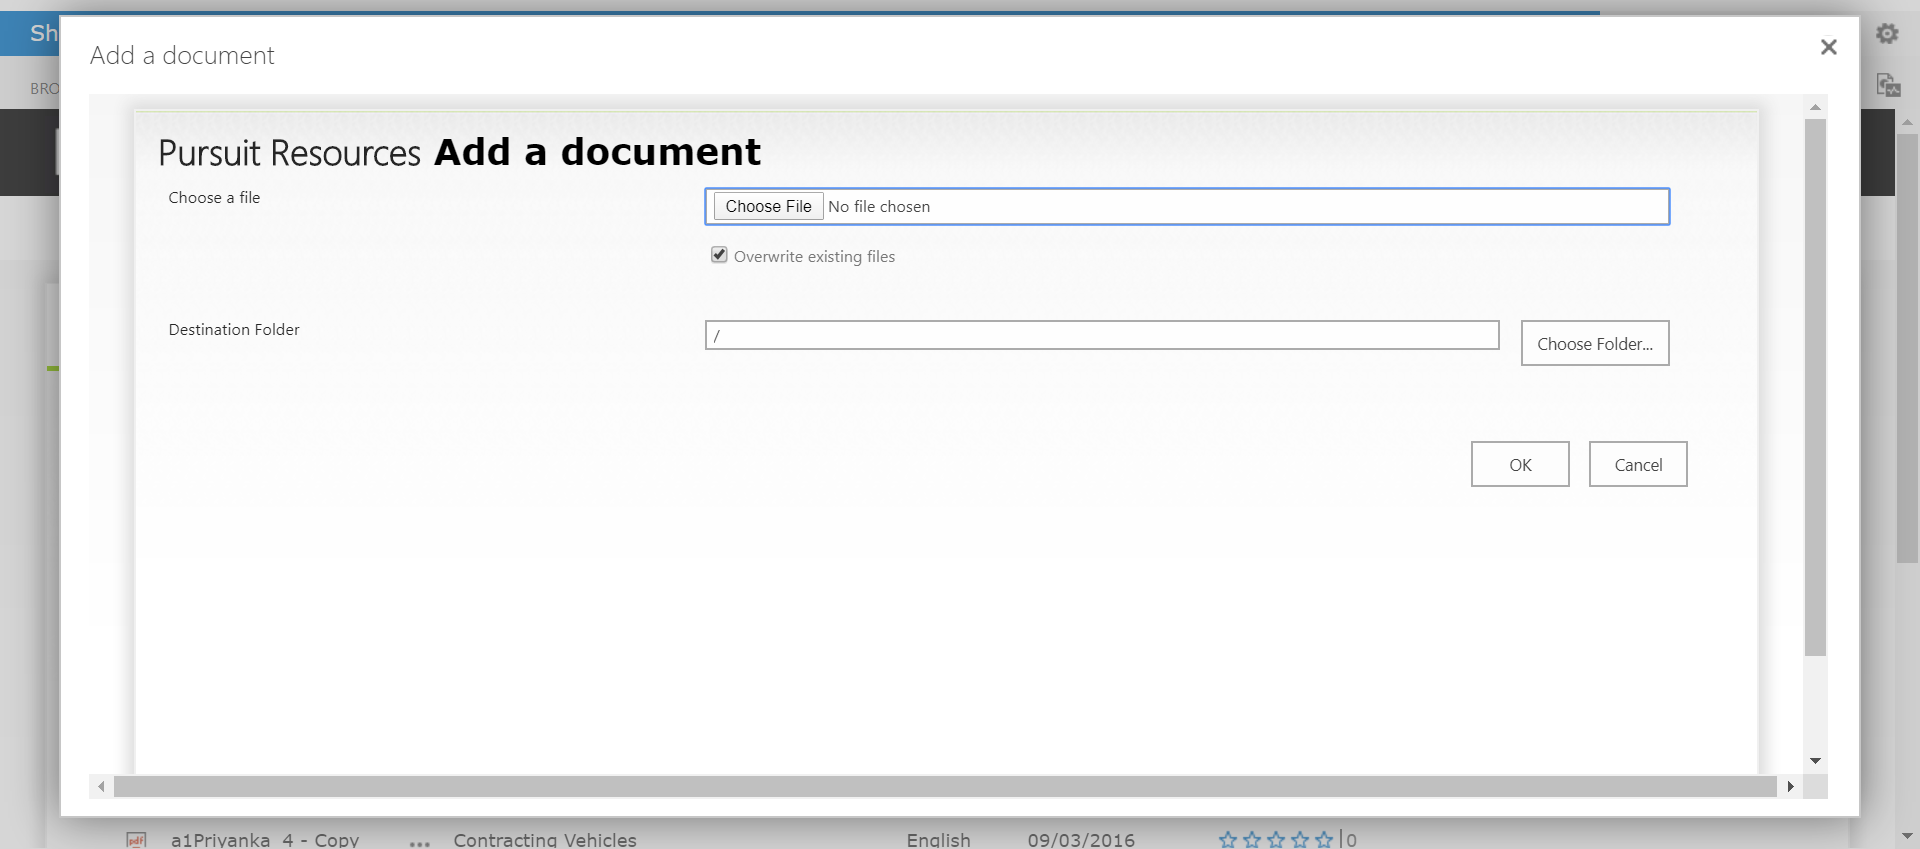 Sh
Add a document
BRO
Pursuit Resources Add a document
Choose a file
Choose File No file chosen
Overwrite existing files
Destination Folder
/
Choose Folder...
OK
Cancel
pdf a1Priyanka 4 - Copy ... Contracting Vehicles English 09/03/2016 |0